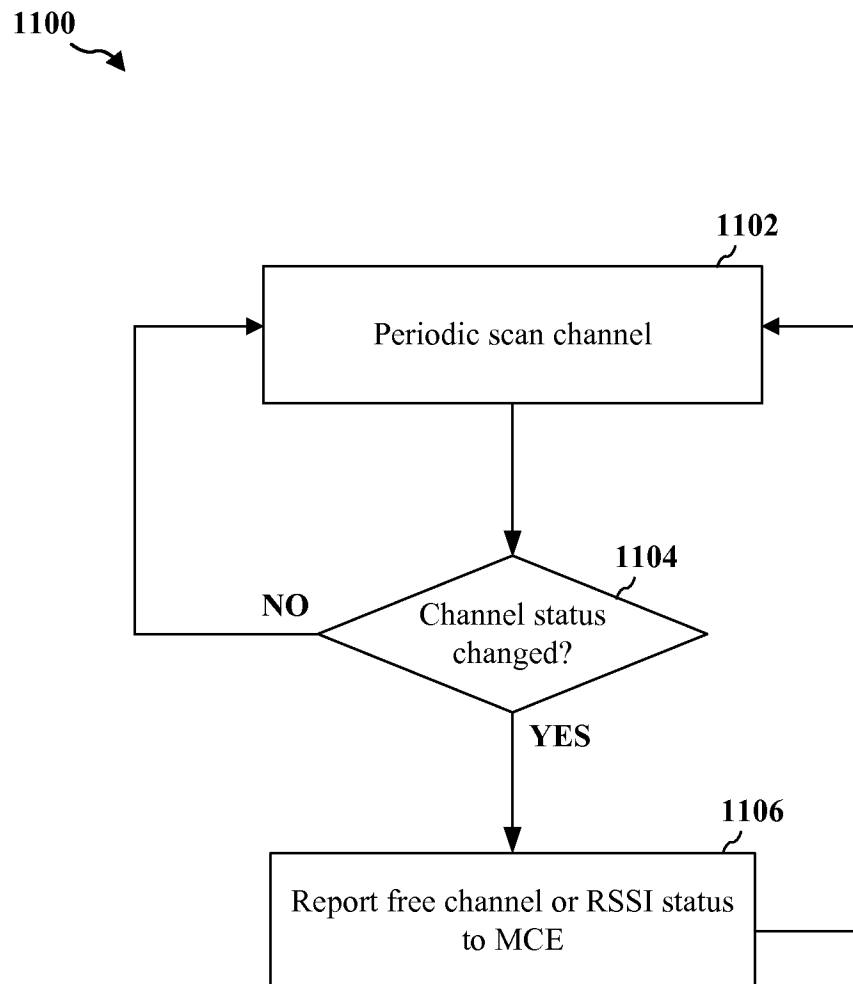 1100
1102
Periodic scan channel
1104
Channel status
changed?
NO
YES
1106
Report free channel or RSSI status
to MCE